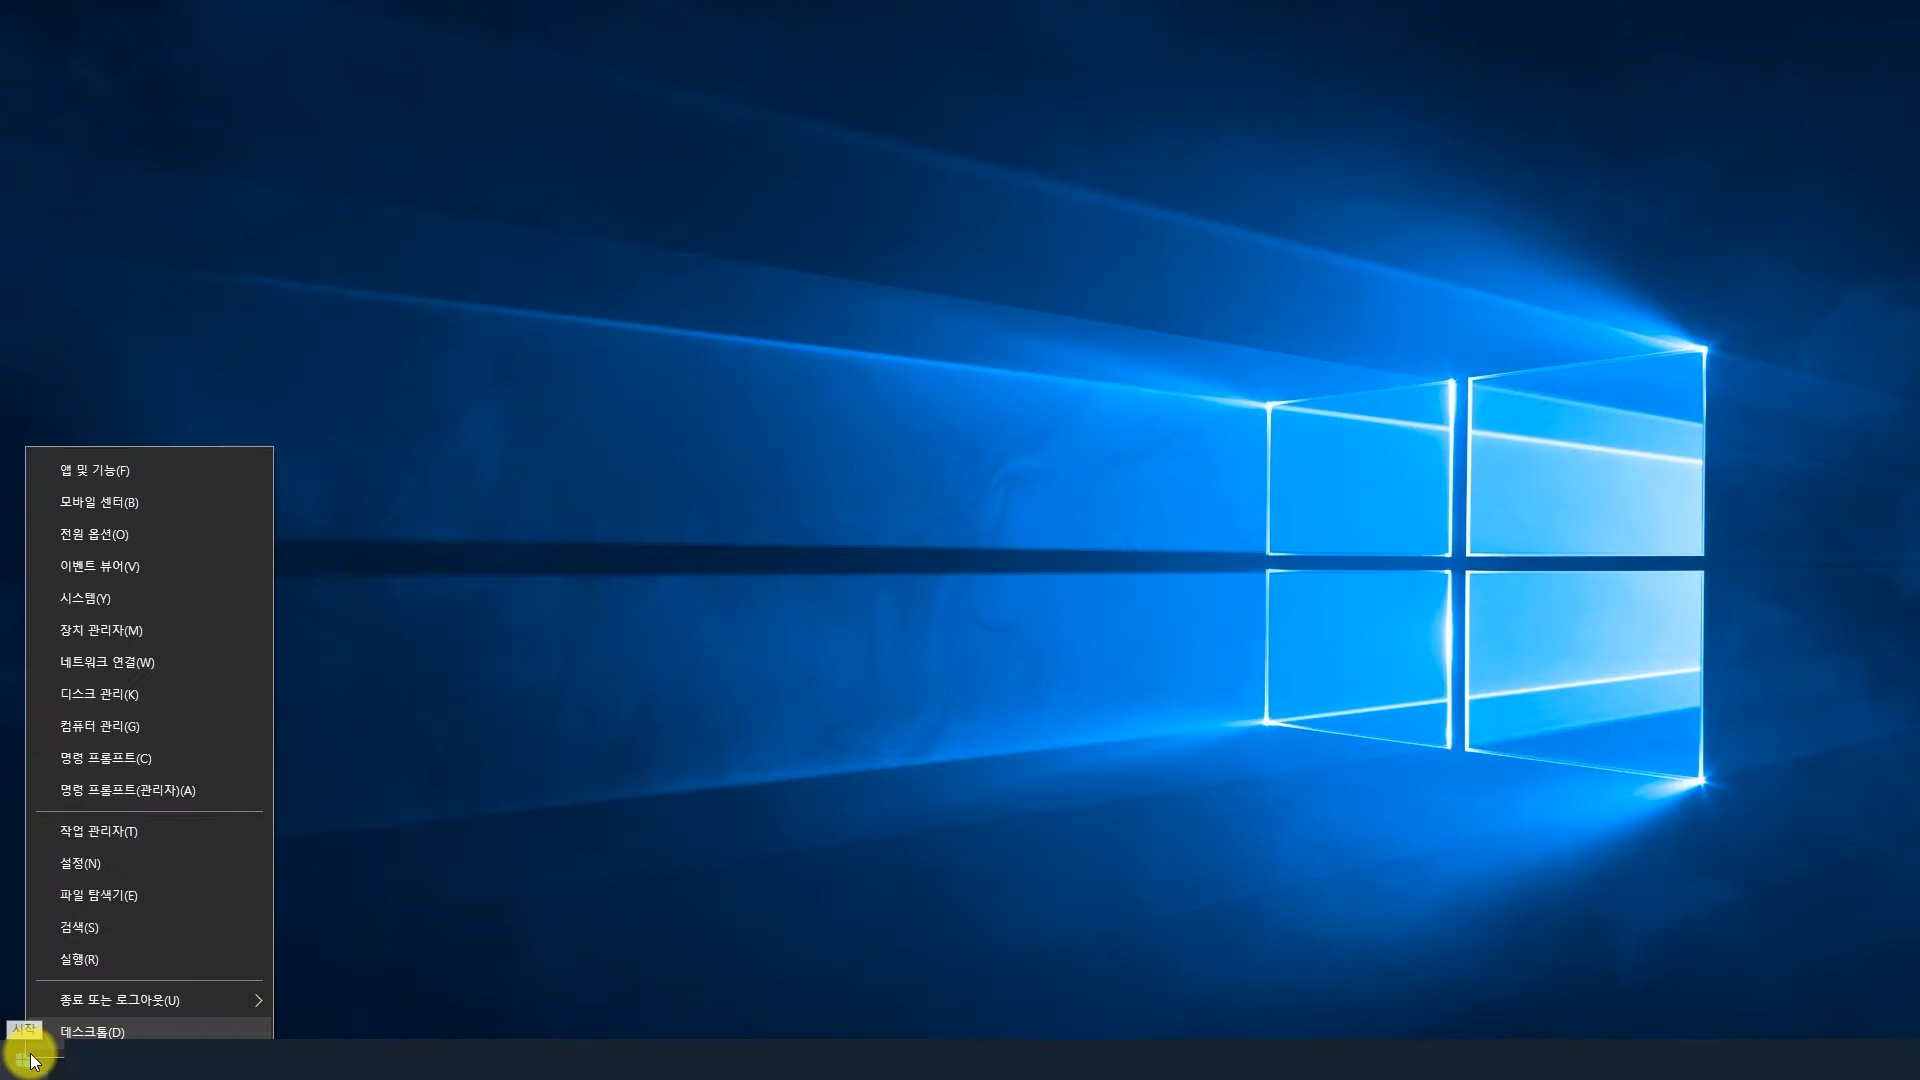 앱 및 기능(F)
모바일 센터(B)
전원 옵션(O)
이벤트 뷰어(V)
시스템(Y)
장치 관리자(M)
네트워크 연결(W)
디스크 관리(K)
컴퓨터 관리(G)
명령 프롬프트(C)
명령 프롬프트(관리자)(A)
작업 관리자(T)
설정(N)
파일 탐색기(E)
검색(S)
실행(R)
종료 또는 로그아웃(U)
데스크톱(D)
시작